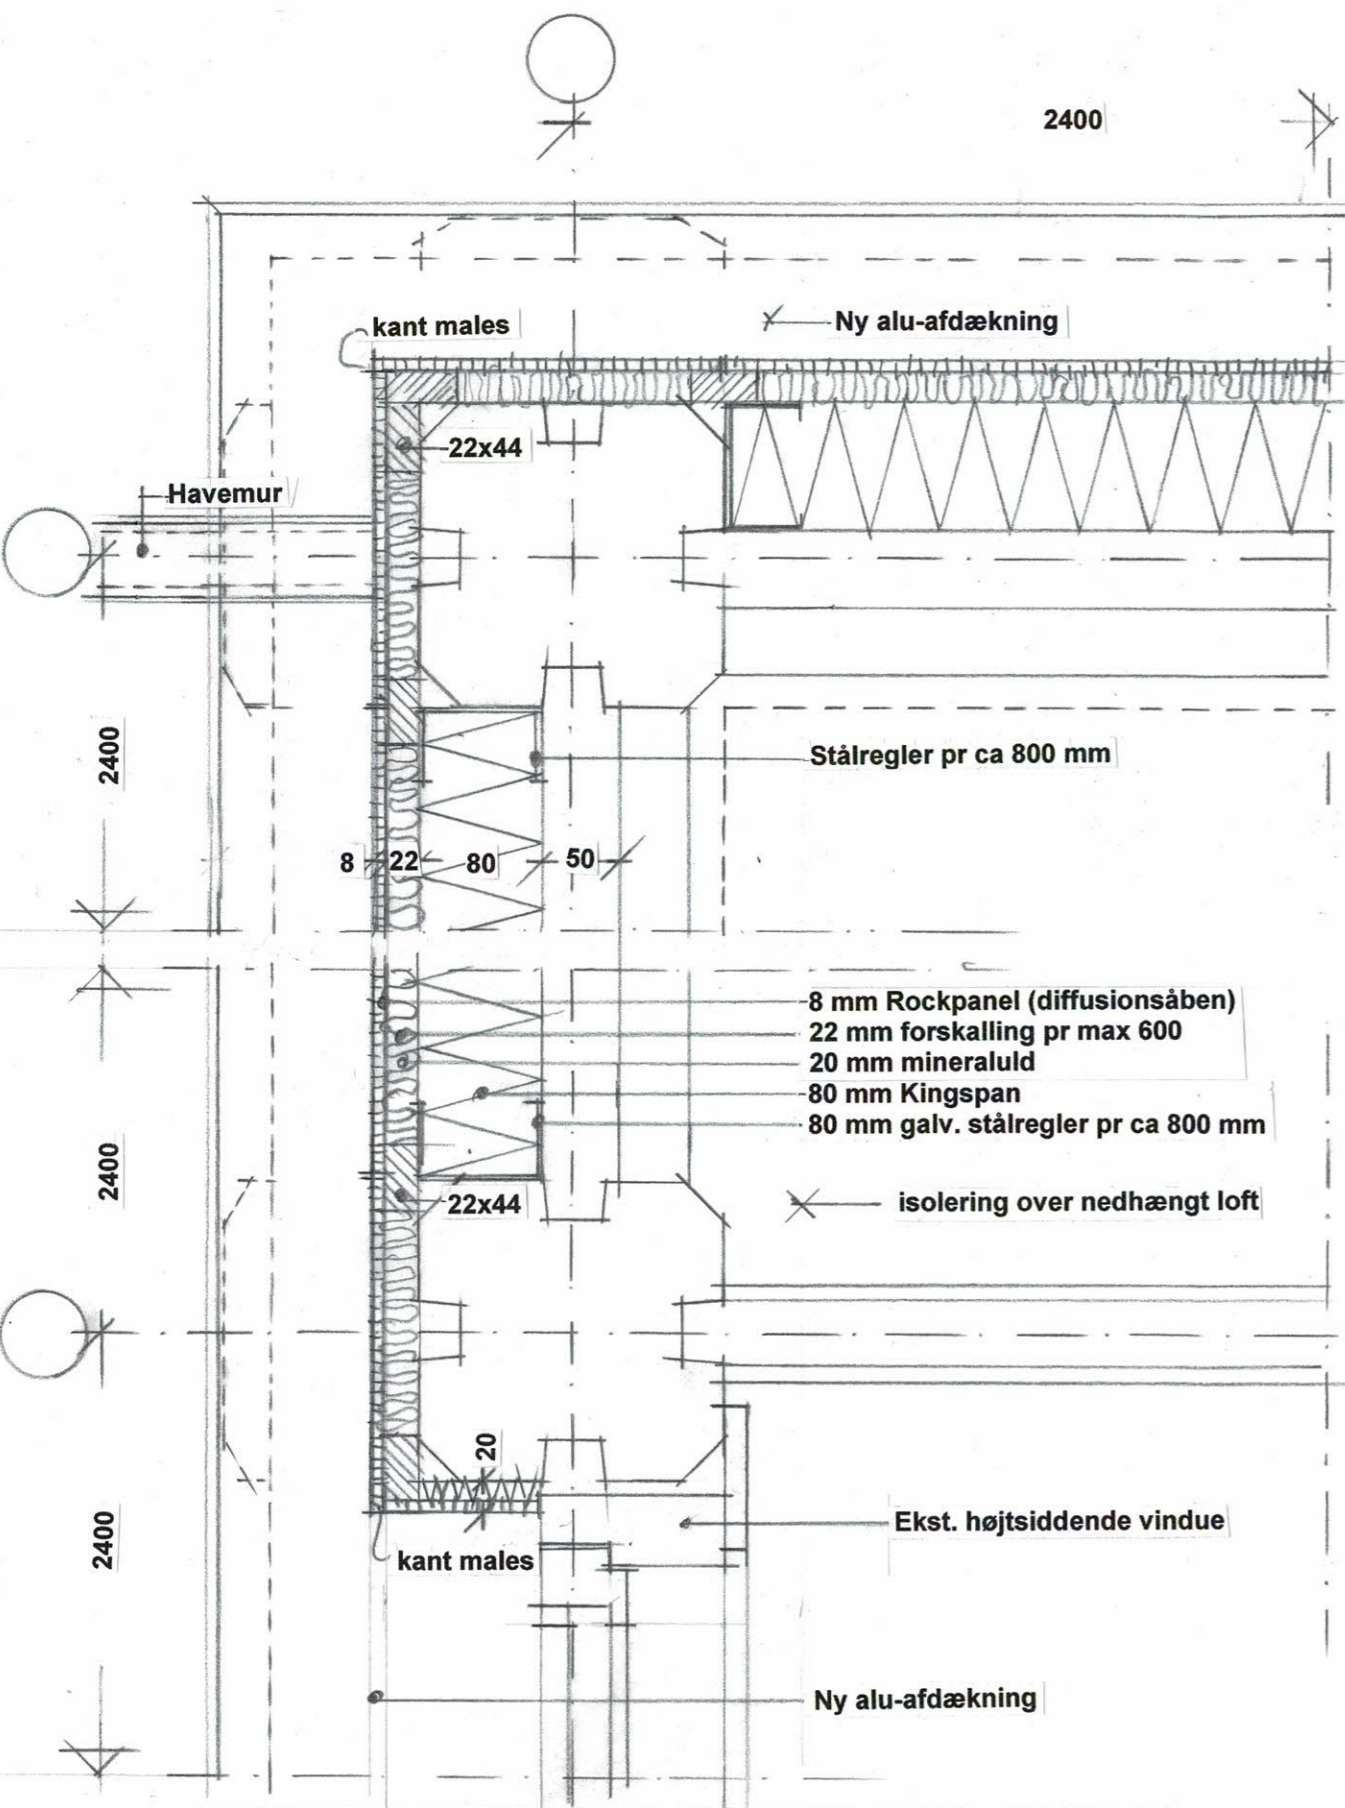 2400
kant males
Ny alu-afdækning
22x44
Havemur
2400
Stålregler pr ca 800 mm
8 22 80 50
8 mm Rockpanel (diffusionsåben)
22 mm forskalling pr max 600
20 mm mineraluld
80 mm Kingspan
80 mm galv. stålregler pr ca 800 mm
2400
22x44
isolering over nedhængt loft
20
2400
Ekst. højtsiddende vindue
kant males
Ny alu-afdækning